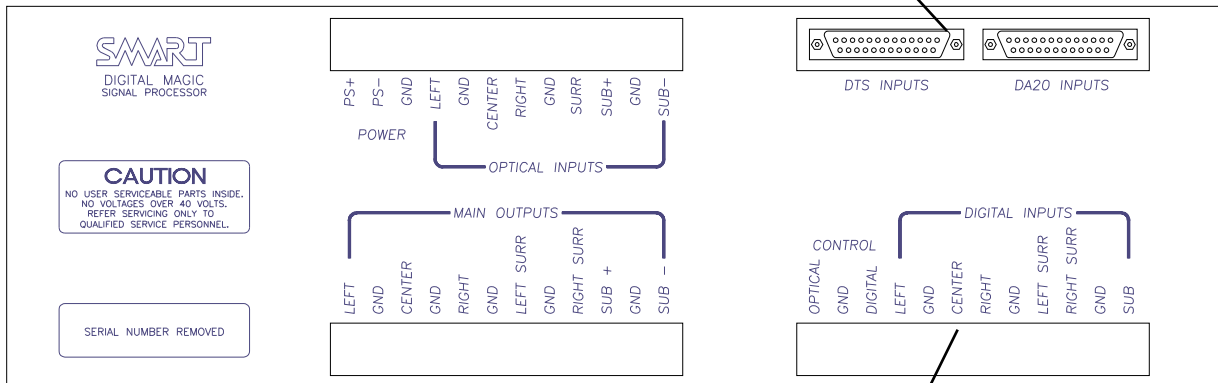 SMART
DIGITAL MAGIC
SIGNAL PROCESSOR
CAUTION
NO USER SERVICEABLE PARTS INSIDE.
NO VOLTAGES OVER 40 VOLTS.
REFER SERVICING ONLY TO
QUALIFIED SERVICE PERSONNEL.
SERIAL NUMBER REMOVED
PS+
PS-
GND
LEFT
GND
CENTER
RIGHT
GND
SURR
SUB+
GND
SUB-
POWER
OPTICAL INPUTS
MAIN OUTPUTS
LEFT
GND
CENTER
GND
RIGHT
GND
LEFT SURR
GND
RIGHT SURR
SUB +
GND
SUB -
DTS INPUTS
DA20 INPUTS
DIGITAL INPUTS
CONTROL
OPTICAL
GND
DIGITAL
LEFT
GND
CENTER
RIGHT
GND
LEFT SURR
RIGHT SURR
GND
SUB